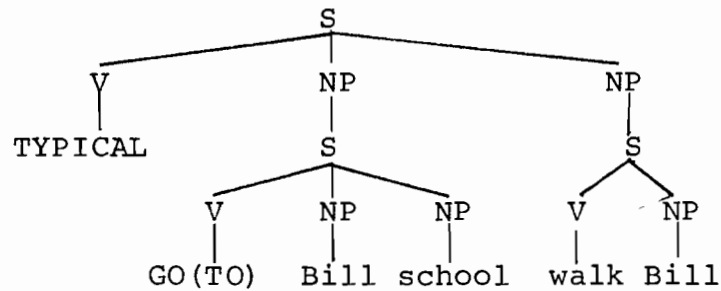 S
V NP NP
TYPICAL S S
V NP NP V NP
GO(TO) Bill school walk Bill